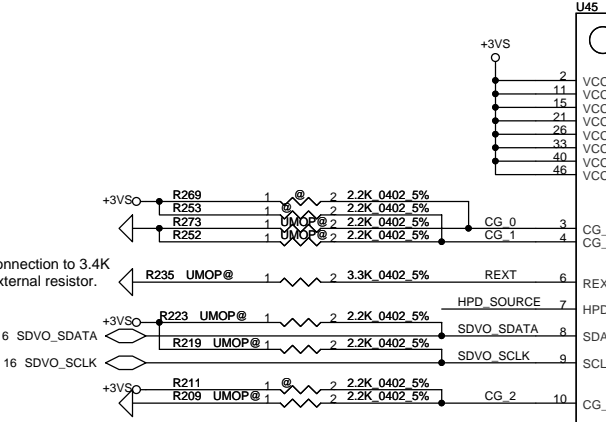 U45
+3VS
2 VCC
11 VCC
15 VCC
21 VCC
26 VCC
33 VCC
40 VCC
46 VCC
+3VS R269 1 @ 2 2.2K_0402_5%
R253 1 @ 2 2.2K_0402_5%
R273 1 UMOP@ 2 2.2K_0402_5% CG_0 3 CG_
R252 1 UMOP@ 2 2.2K_0402_5% CG_1 4 CG_
onnection to 3.4K
xternal resistor.
R235 UMOP@ 1 2 3.3K_0402_5% REXT 6 REX
HPD_SOURCE 7 HPD
+3VS R223 UMOP@ 1 2 2.2K_0402_5%
6 SDVO_SDATA SDVO_SDATA 8 SDA
R219 UMOP@ 1 2 2.2K_0402_5%
16 SDVO_SCLK SDVO_SCLK 9 SCL
+3VS R211 1 @ 2 2.2K_0402_5%
R209 UMOP@ 1 2 2.2K_0402_5% CG_2 10 CG_